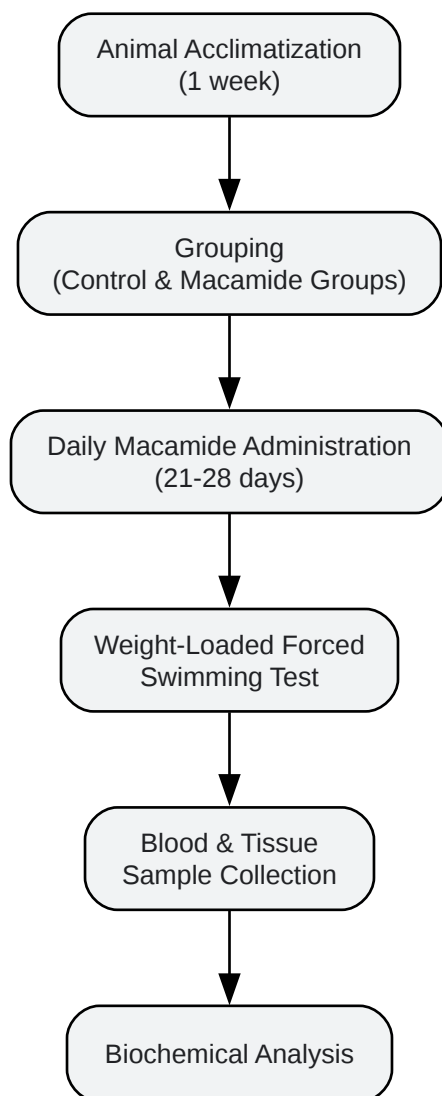 Animal Acclimatization
(1 week)
Grouping
(Control & Macamide Groups)
Daily Macamide Administration
(21-28 days)
Weight-Loaded Forced
Swimming Test
Blood & Tissue
Sample Collection
Biochemical Analysis